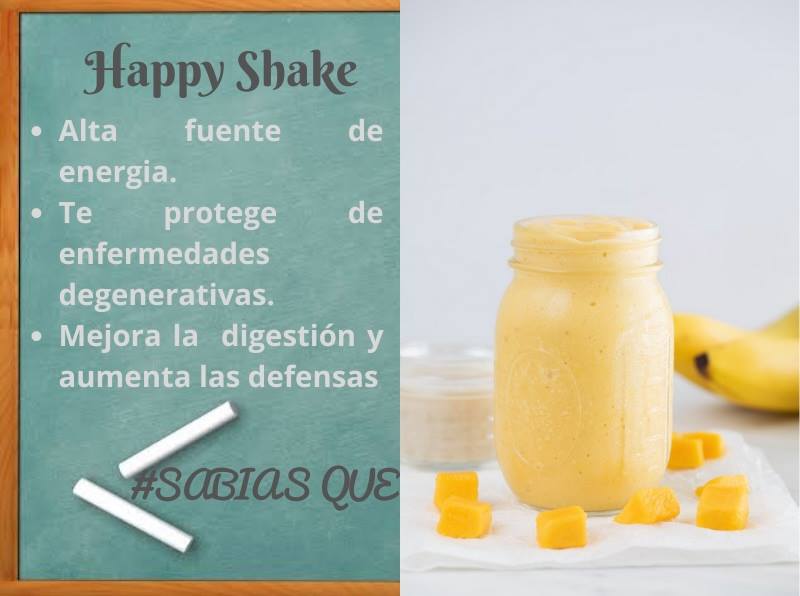 Happy Shake
• Alta fuente de
energia.
• Te protege de
enfermedades
degenerativas.
• Mejora la digestión y
aumenta las defensas
#SABIAS QUE